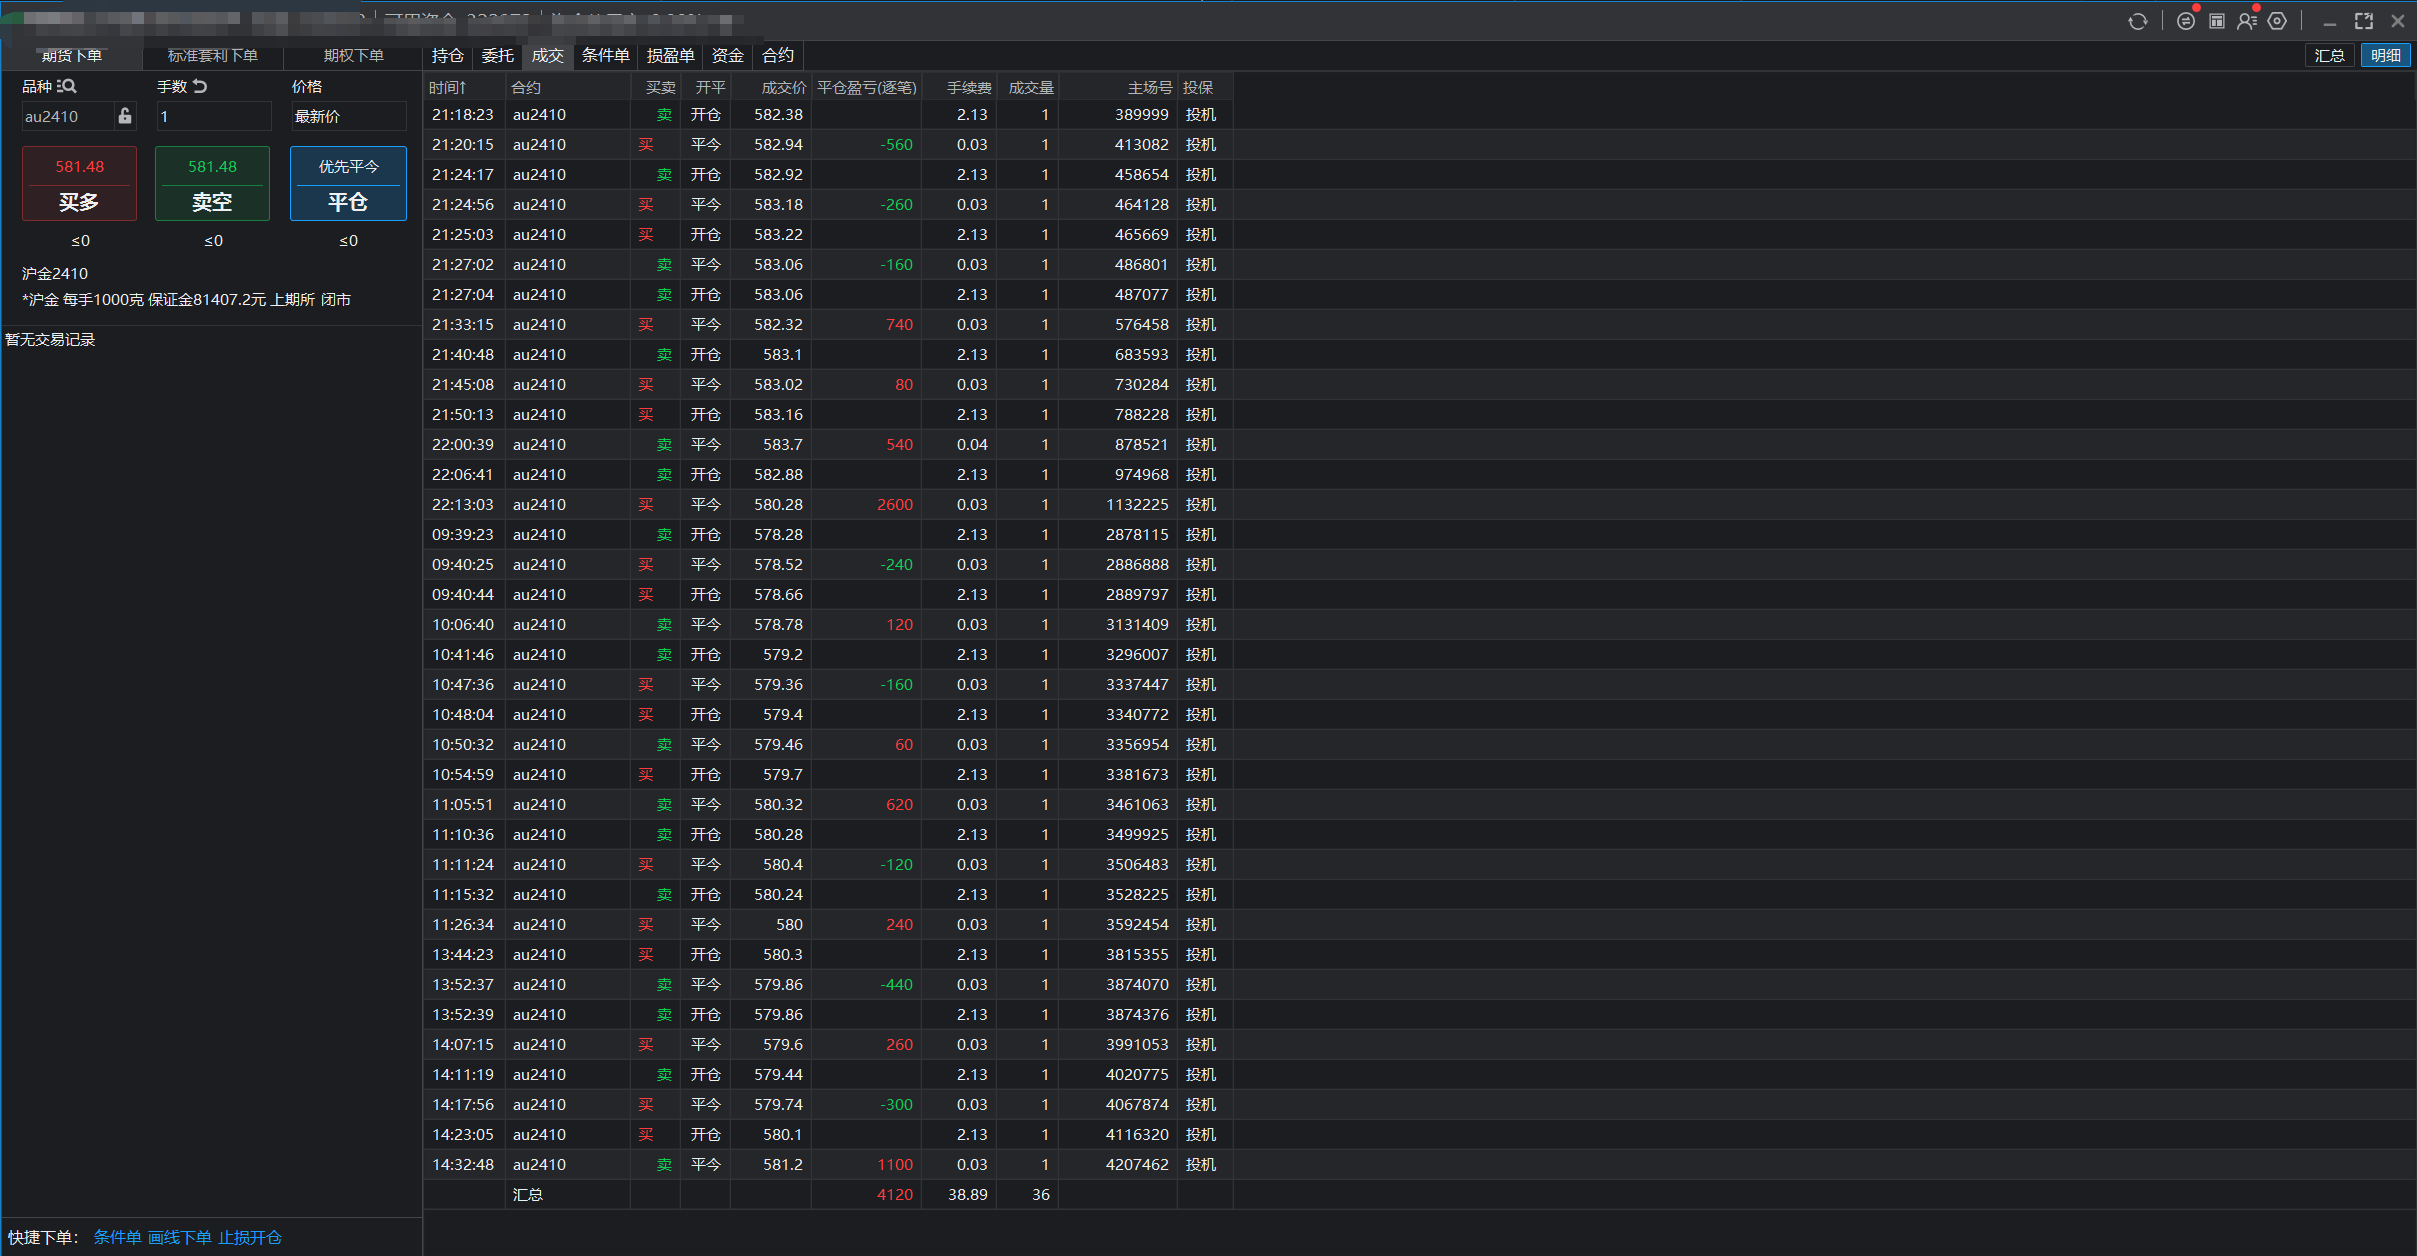 期货下单 标准套利下单 期权下单 持仓 委托 成交 条件单 损盈单 资金 合约 汇总 明细
品种 手数 价格
au2410 1 最新价
581.48 581.48 优先平今
买多 卖空 平仓
≤0 ≤0 ≤0
沪金2410
*沪金 每手1000克 保证金81407.2元 上期所 闭市
暂无交易记录
时间↑ 合约 买卖 开平 成交价 平仓盈亏(逐笔) 手续费 成交量 主场号 投保
21:18:23 au2410 卖 开仓 582.38 2.13 1 389999 投机
21:20:15 au2410 买 平今 582.94 -560 0.03 1 413082 投机
21:24:17 au2410 卖 开仓 582.92 2.13 1 458654 投机
21:24:56 au2410 买 平今 583.18 -260 0.03 1 464128 投机
21:25:03 au2410 买 开仓 583.22 2.13 1 465669 投机
21:27:02 au2410 卖 平今 583.06 -160 0.03 1 486801 投机
21:27:04 au2410 卖 开仓 583.06 2.13 1 487077 投机
21:33:15 au2410 买 平今 582.32 740 0.03 1 576458 投机
21:40:48 au2410 卖 开仓 583.1 2.13 1 683593 投机
21:45:08 au2410 买 平今 583.02 80 0.03 1 730284 投机
21:50:13 au2410 买 开仓 583.16 2.13 1 788228 投机
22:00:39 au2410 卖 平今 583.7 540 0.04 1 878521 投机
22:06:41 au2410 卖 开仓 582.88 2.13 1 974968 投机
22:13:03 au2410 买 平今 580.28 2600 0.03 1 1132225 投机
09:39:23 au2410 卖 开仓 578.28 2.13 1 2878115 投机
09:40:25 au2410 买 平今 578.52 -240 0.03 1 2886888 投机
09:40:44 au2410 买 开仓 578.66 2.13 1 2889797 投机
10:06:40 au2410 卖 平今 578.78 120 0.03 1 3131409 投机
10:41:46 au2410 卖 开仓 579.2 2.13 1 3296007 投机
10:47:36 au2410 买 平今 579.36 -160 0.03 1 3337447 投机
10:48:04 au2410 买 开仓 579.4 2.13 1 3340772 投机
10:50:32 au2410 卖 平今 579.46 60 0.03 1 3356954 投机
10:54:59 au2410 买 开仓 579.7 2.13 1 3381673 投机
11:05:51 au2410 卖 平今 580.32 620 0.03 1 3461063 投机
11:10:36 au2410 卖 开仓 580.28 2.13 1 3499925 投机
11:11:24 au2410 买 平今 580.4 -120 0.03 1 3506483 投机
11:15:32 au2410 卖 开仓 580.24 2.13 1 3528225 投机
11:26:34 au2410 买 平今 580 240 0.03 1 3592454 投机
13:44:23 au2410 买 开仓 580.3 2.13 1 3815355 投机
13:52:37 au2410 卖 平今 579.86 -440 0.03 1 3874070 投机
13:52:39 au2410 卖 开仓 579.86 2.13 1 3874376 投机
14:07:15 au2410 买 平今 579.6 260 0.03 1 3991053 投机
14:11:19 au2410 卖 开仓 579.44 2.13 1 4020775 投机
14:17:56 au2410 买 平今 579.74 -300 0.03 1 4067874 投机
14:23:05 au2410 买 开仓 580.1 2.13 1 4116320 投机
14:32:48 au2410 卖 平今 581.2 1100 0.03 1 4207462 投机
汇总 4120 38.89 36
快捷下单： 条件单 画线下单 止损开仓